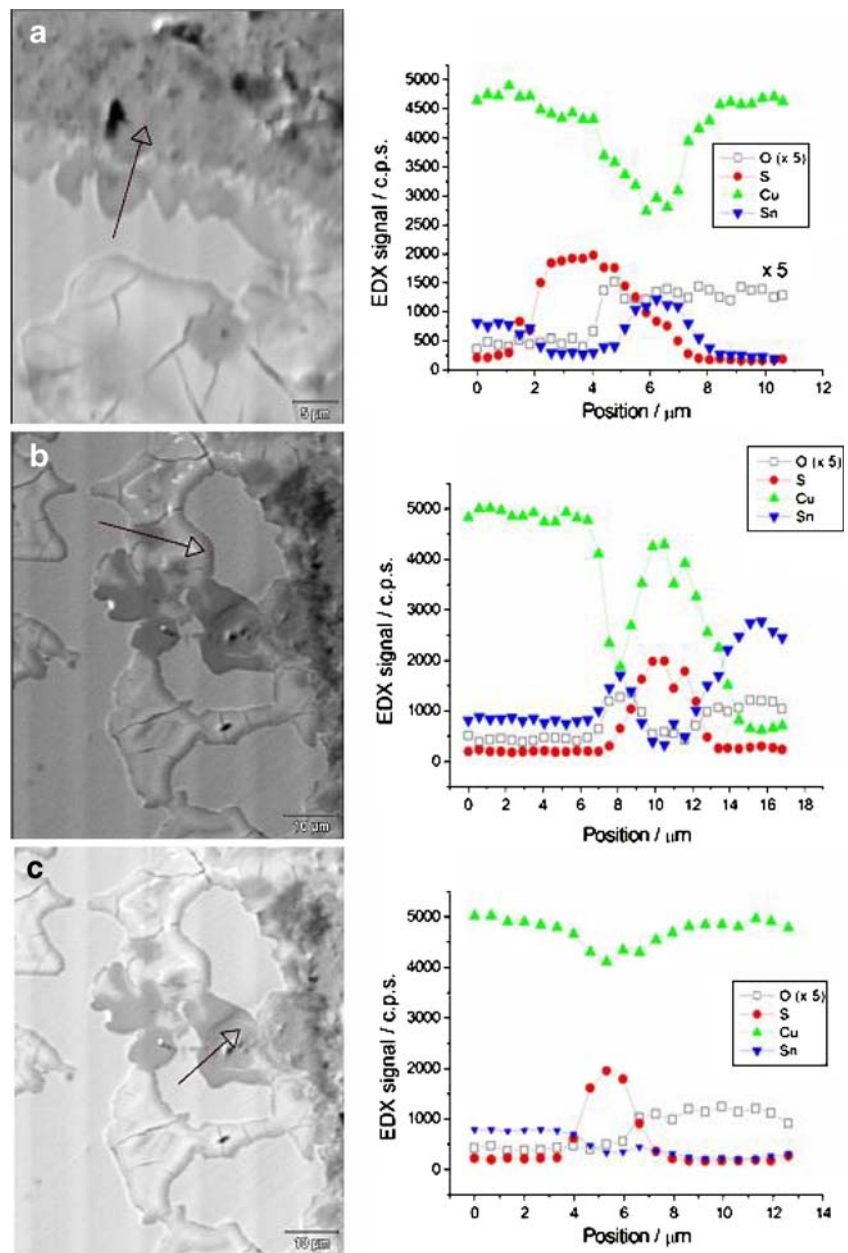 a
5 µm
EDX signal / c.p.s.
5000
4500
4000
3500
3000
2500
2000
1500
1000
500
0
O (x 5)
S
Cu
Sn
x 5
0 2 4 6 8 10 12
Position / µm
b
10 µm
EDX signal / c.p.s.
5000
4000
3000
2000
1000
0
O (x 5)
S
Cu
Sn
0 2 4 6 8 10 12 14 16 18
Position / µm
c
EDX signal / c.p.s.
5000
4000
3000
2000
1000
0
O (x 5)
S
Cu
Sn
0 2 4 6 8 10 12 14
Position / µm